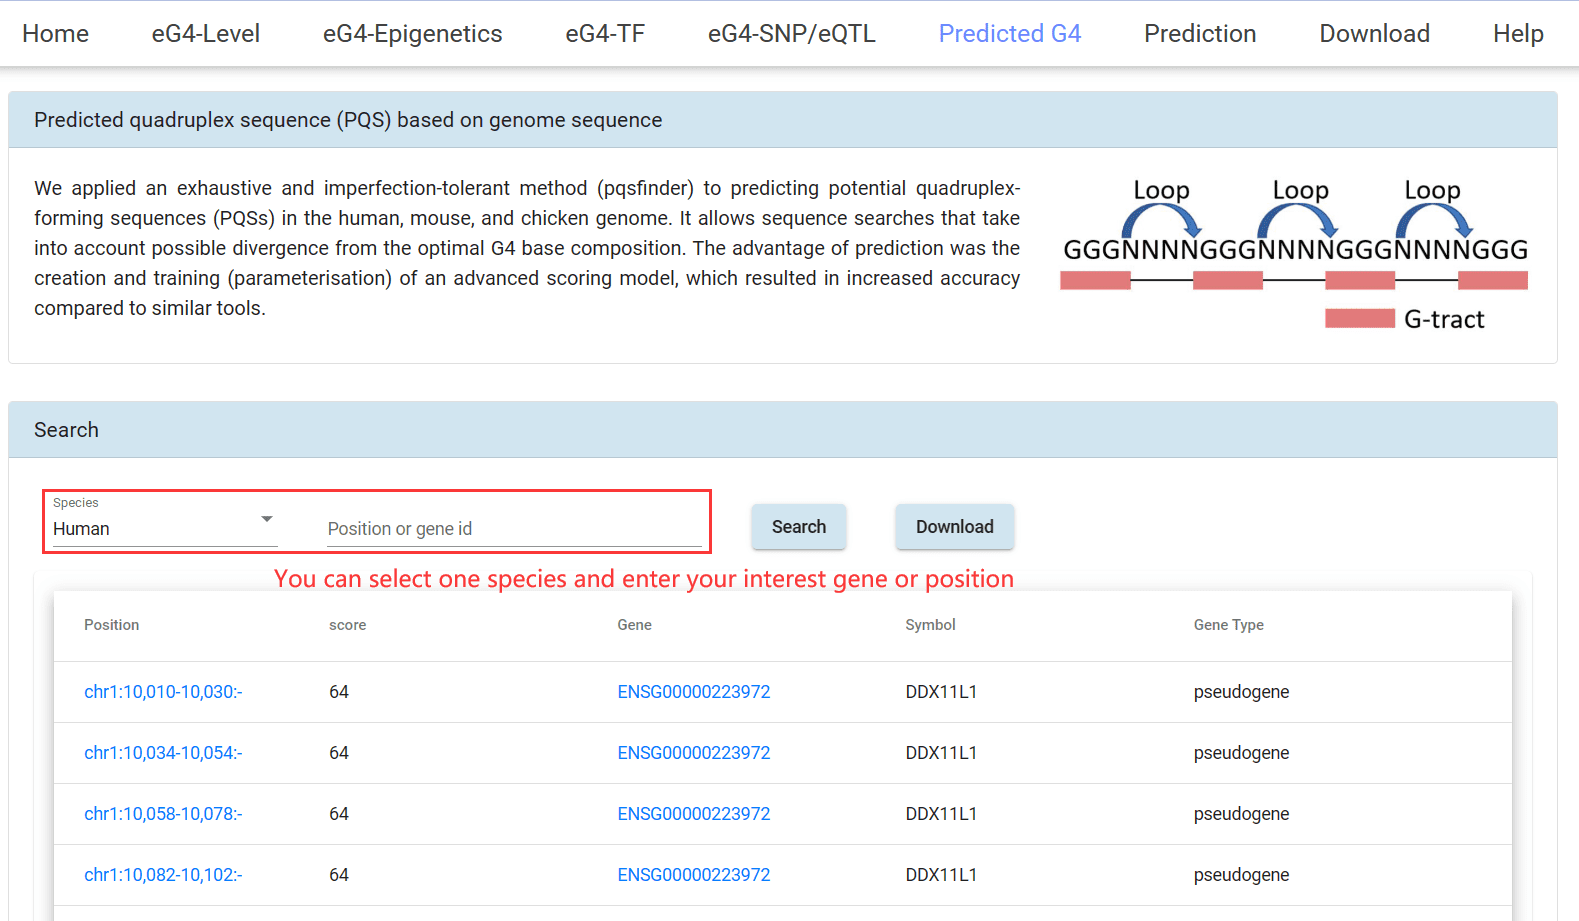 Home eG4-Level eG4-Epigenetics eG4-TF eG4-SNP/eQTL Predicted G4 Prediction Download Help
Predicted quadruplex sequence (PQS) based on genome sequence
We applied an exhaustive and imperfection-tolerant method (pqsfinder) to predicting potential quadruplex-
forming sequences (PQSs) in the human, mouse, and chicken genome. It allows sequence searches that take
into account possible divergence from the optimal G4 base composition. The advantage of prediction was the
creation and training (parameterisation) of an advanced scoring model, which resulted in increased accuracy
compared to similar tools.
Loop Loop Loop
GGGNNNNGGGNNNNGGGNNNNGGG
G-tract
Search
Species
Human Position or gene id Search Download
You can select one species and enter your interest gene or position
Position score Gene Symbol Gene Type
chr1:10,010-10,030:- 64 ENSG00000223972 DDX11L1 pseudogene
chr1:10,034-10,054:- 64 ENSG00000223972 DDX11L1 pseudogene
chr1:10,058-10,078:- 64 ENSG00000223972 DDX11L1 pseudogene
chr1:10,082-10,102:- 64 ENSG00000223972 DDX11L1 pseudogene